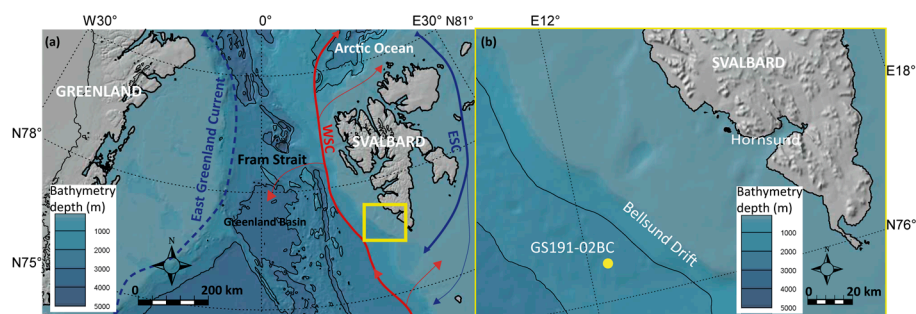 W30°
0°
E30° N81°
(a)
Arctic Ocean
GREENLAND
East Greenland Current
WSC
ESC
SVALBARD
N78°
Fram Strait
Greenland Basin
Bathymetry
depth (m)
1000
2000
3000
4000
5000
N
N75°
0
200 km
E12°
(b)
SVALBARD
E18°
Hornsund
Bellsund Drift
GS191-02BC
N76°
Bathymetry
depth (m)
1000
2000
3000
4000
5000
N
0
20 km